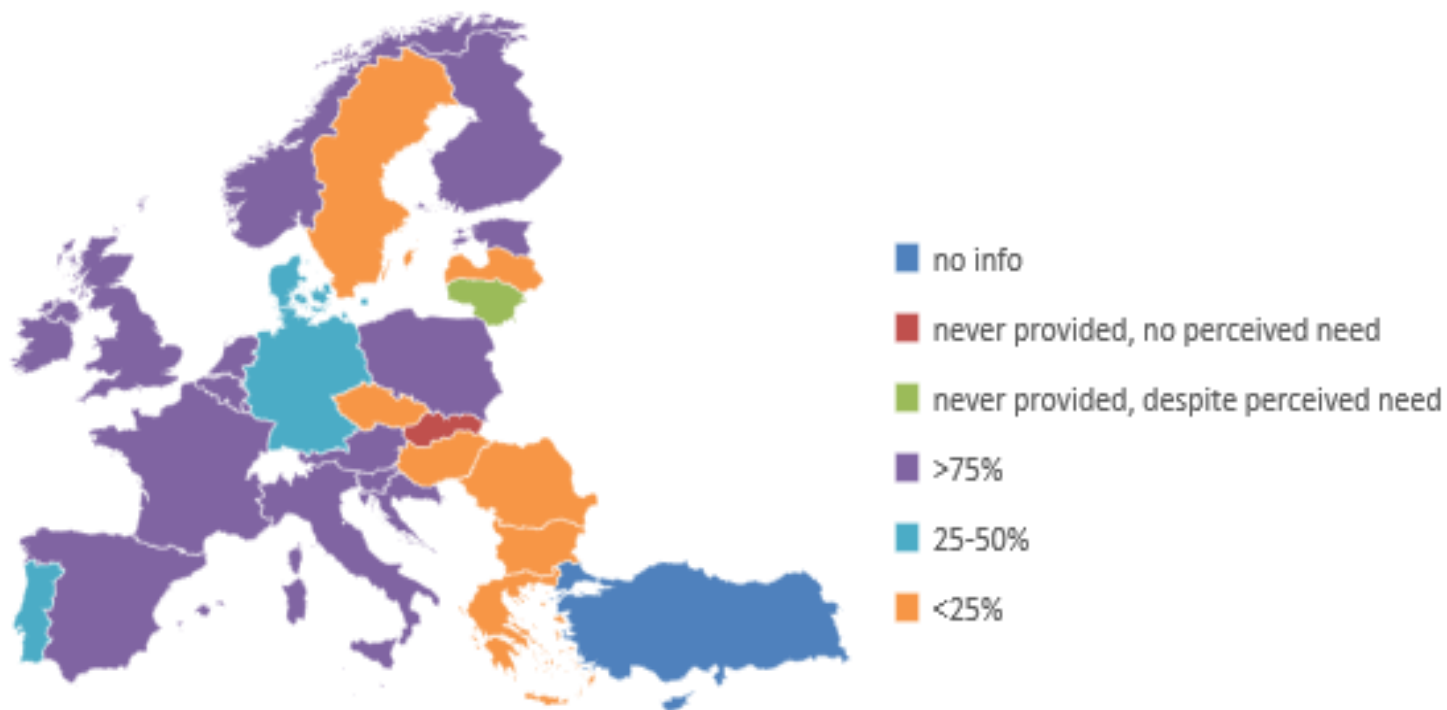 no info
never provided, no perceived need
never provided, despite perceived need
>75%
25-50%
<25%